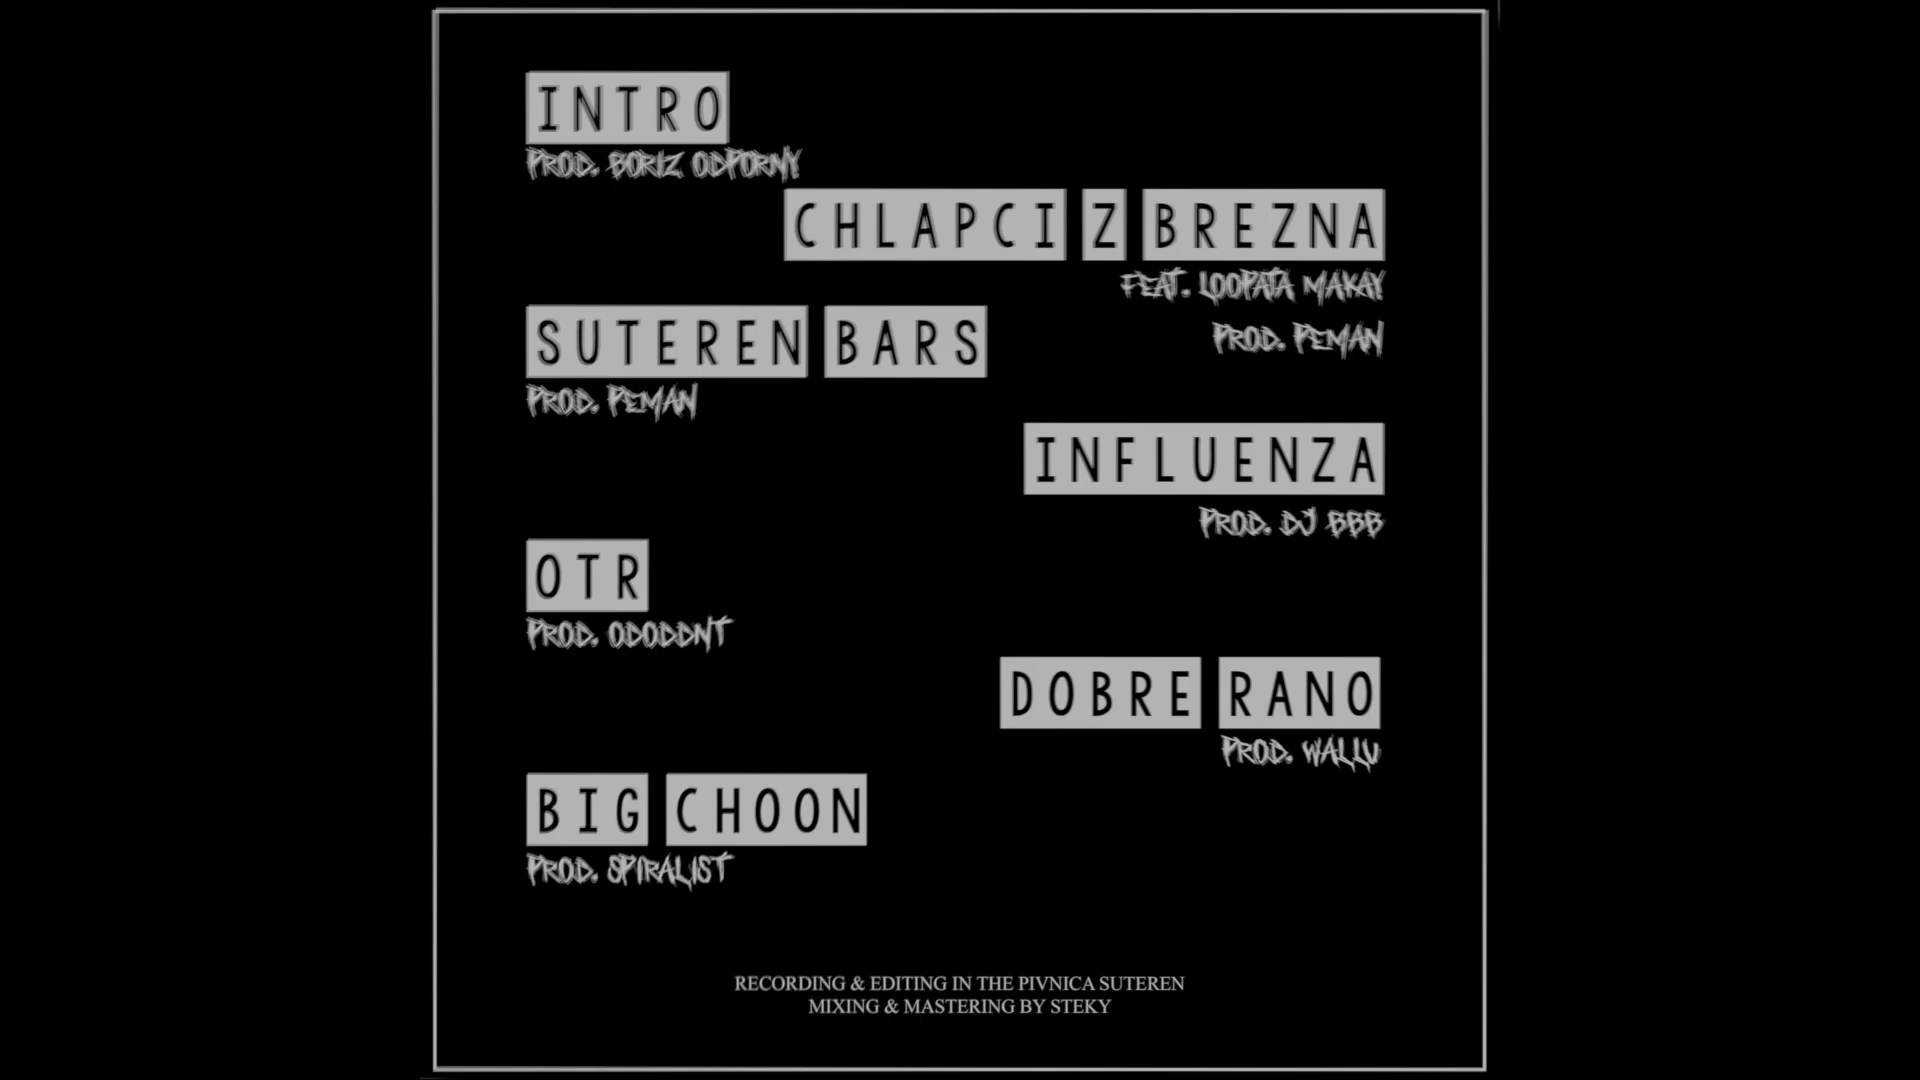 INTRO
PROD. BORIZ ODPORNY
CHLAPCI Z BREZNA
FEAT. LOOPATA MAKAY
PROD. PEMAN
SUTEREN BARS
PROD. PEMAN
INFLUENZA
PROD. DJ BBB
OTR
PROD. ODODDNT
DOBRE RANO
PROD. WALLU
BIG CHOON
PROD. SPIRALIST
RECORDING & EDITING IN THE PIVNICA SUTEREN
MIXING & MASTERING BY STEKY